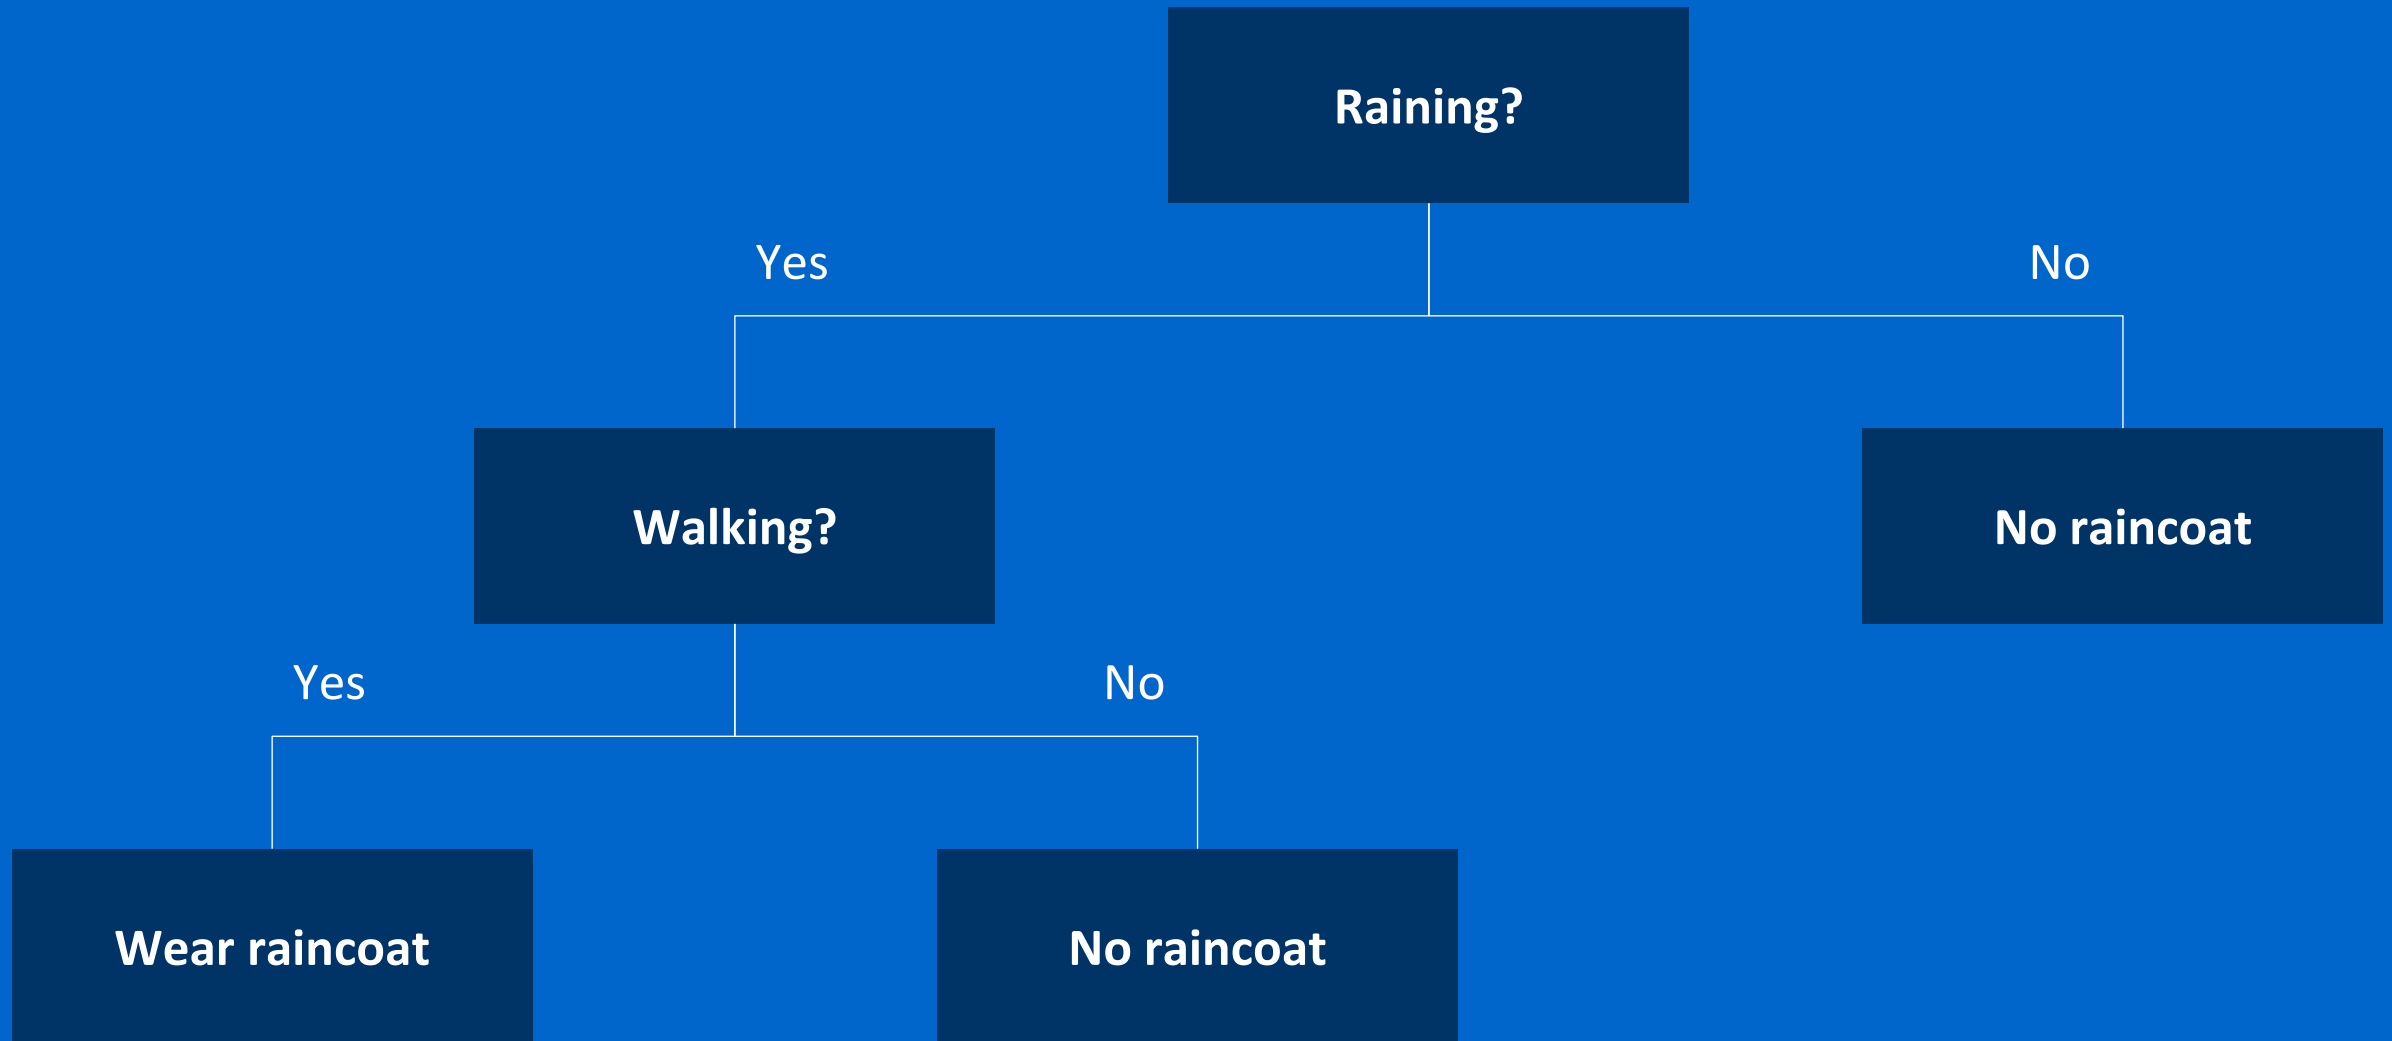 Raining?
Yes
No
Walking?
No raincoat
Yes
No
Wear raincoat
No raincoat